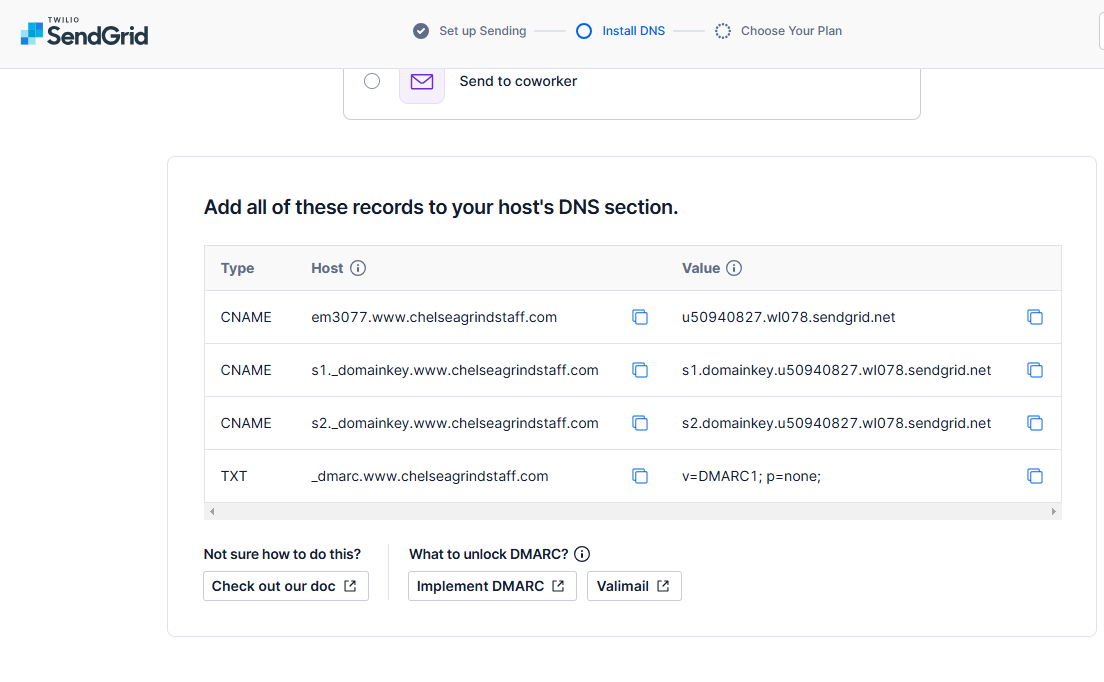 TWILIO
SendGrid
Set up Sending
Install DNS
Choose Your Plan
Send to coworker
Add all of these records to your host's DNS section.
Type Host Value
CNAME em3077.www.chelseagrindstaff.com u50940827.wl078.sendgrid.net
CNAME s1._domainkey.www.chelseagrindstaff.com s1.domainkey.u50940827.wl078.sendgrid.net
CNAME s2._domainkey.www.chelseagrindstaff.com s2.domainkey.u50940827.wl078.sendgrid.net
TXT _dmarc.www.chelseagrindstaff.com v=DMARC1; p=none;
Not sure how to do this? What to unlock DMARC?
Check out our doc Implement DMARC Valimail